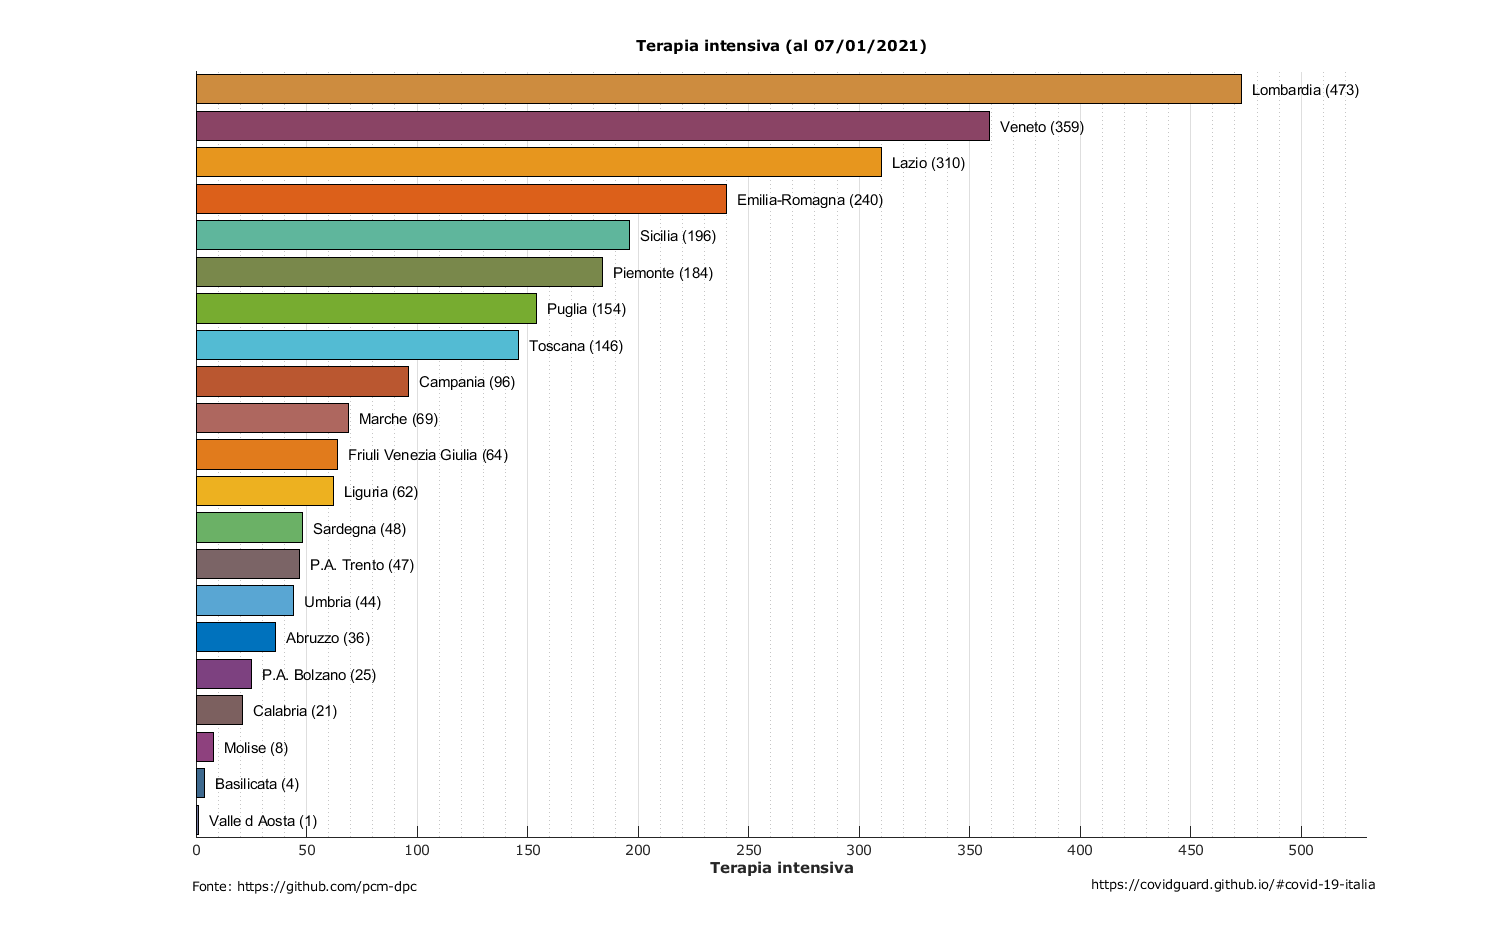 Terapia intensiva (al 07/01/2021)
Lombardia (473)
Veneto (359)
Lazio (310)
Emilia-Romagna (240)
Sicilia (196)
Piemonte (184)
Puglia (154)
Toscana (146)
Campania (96)
Marche (69)
Friuli Venezia Giulia (64)
Liguria (62)
Sardegna (48)
P.A. Trento (47)
Umbria (44)
Abruzzo (36)
P.A. Bolzano (25)
Calabria (21)
Molise (8)
Basilicata (4)
Valle d Aosta (1)
0 50 100 150 200 250 300 350 400 450 500
Terapia intensiva
Fonte: https://github.com/pcm-dpc
https://covidguard.github.io/#covid-19-italia